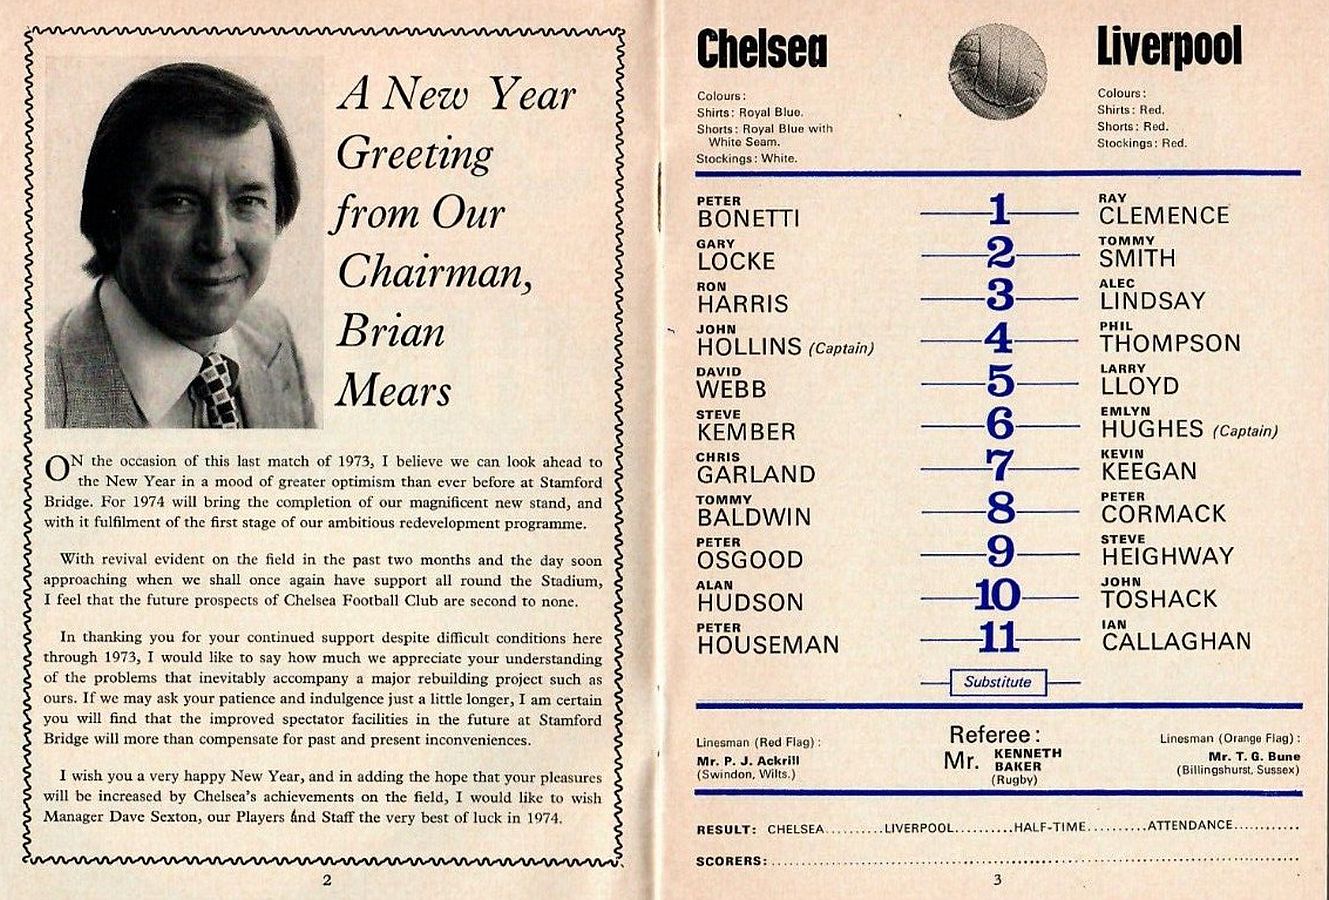 A New Year
Greeting
from Our
Chairman,
Brian
Mears
ON the occasion of this last match of 1973, I believe we can look ahead to
the New Year in a mood of greater optimism than ever before at Stamford
Bridge. For 1974 will bring the completion of our magnificent new stand, and
with it fulfilment of the first stage of our ambitious redevelopment programme.
With revival evident on the field in the past two months and the day soon
approaching when we shall once again have support all round the Stadium,
I feel that the future prospects of Chelsea Football Club are second to none.
In thanking you for your continued support despite difficult conditions here
through 1973, I would like to say how much we appreciate your understanding
of the problems that inevitably accompany a major rebuilding project such as
ours. If we may ask your patience and indulgence just a little longer, I am certain
you will find that the improved spectator facilities in the future at Stamford
Bridge will more than compensate for past and present inconveniences.
I wish you a very happy New Year, and in adding the hope that your pleasures
will be increased by Chelsea's achievements on the field, I would like to wish
Manager Dave Sexton, our Players and Staff the very best of luck in 1974.
2
Chelsea
Colours:
Shirts: Royal Blue.
Shorts: Royal Blue with
White Seam.
Stockings: White.
Liverpool
Colours:
Shirts: Red.
Shorts: Red.
Stockings: Red.
PETER
BONETTI
1
RAY
CLEMENCE
GARY
LOCKE
2
TOMMY
SMITH
RON
HARRIS
3
ALEC
LINDSAY
JOHN
HOLLINS (Captain)
4
PHIL
THOMPSON
DAVID
WEBB
5
LARRY
LLOYD
STEVE
KEMBER
6
EMLYN
HUGHES (Captain)
CHRIS
GARLAND
7
KEVIN
KEEGAN
TOMMY
BALDWIN
8
PETER
CORMACK
PETER
OSGOOD
9
STEVE
HEIGHWAY
ALAN
HUDSON
10
JOHN
TOSHACK
PETER
HOUSEMAN
11
IAN
CALLAGHAN
Substitute
Linesman (Red Flag):
Mr. P. J. Ackrill
(Swindon, Wilts.)
Referee:
Mr. KENNETH
BAKER
(Rugby)
Linesman (Orange Flag):
Mr. T. G. Bune
(Billingshurst, Sussex)
RESULT: CHELSEA..........LIVERPOOL..........HALF-TIME..........ATTENDANCE............
SCORERS:............................................................
3